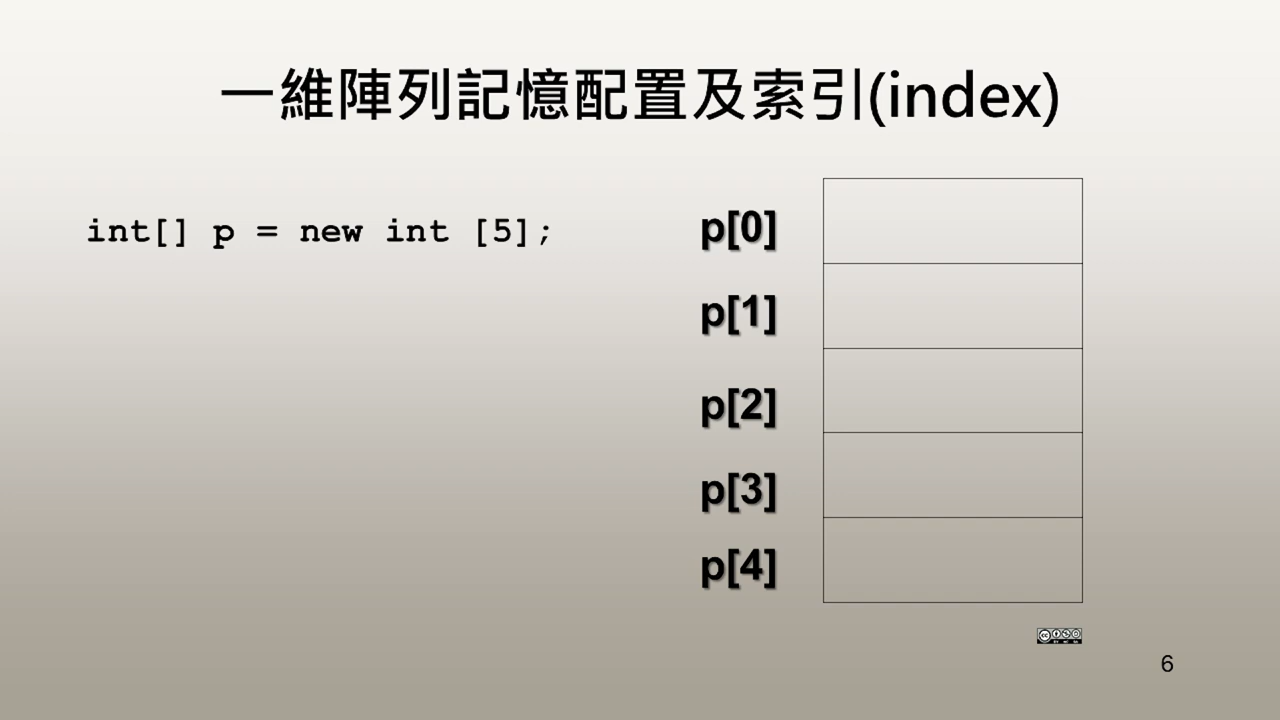 一維陣列記憶配置及索引(index)
int[] p = new int [5];
p[0]
p[1]
p[2]
p[3]
p[4]
6